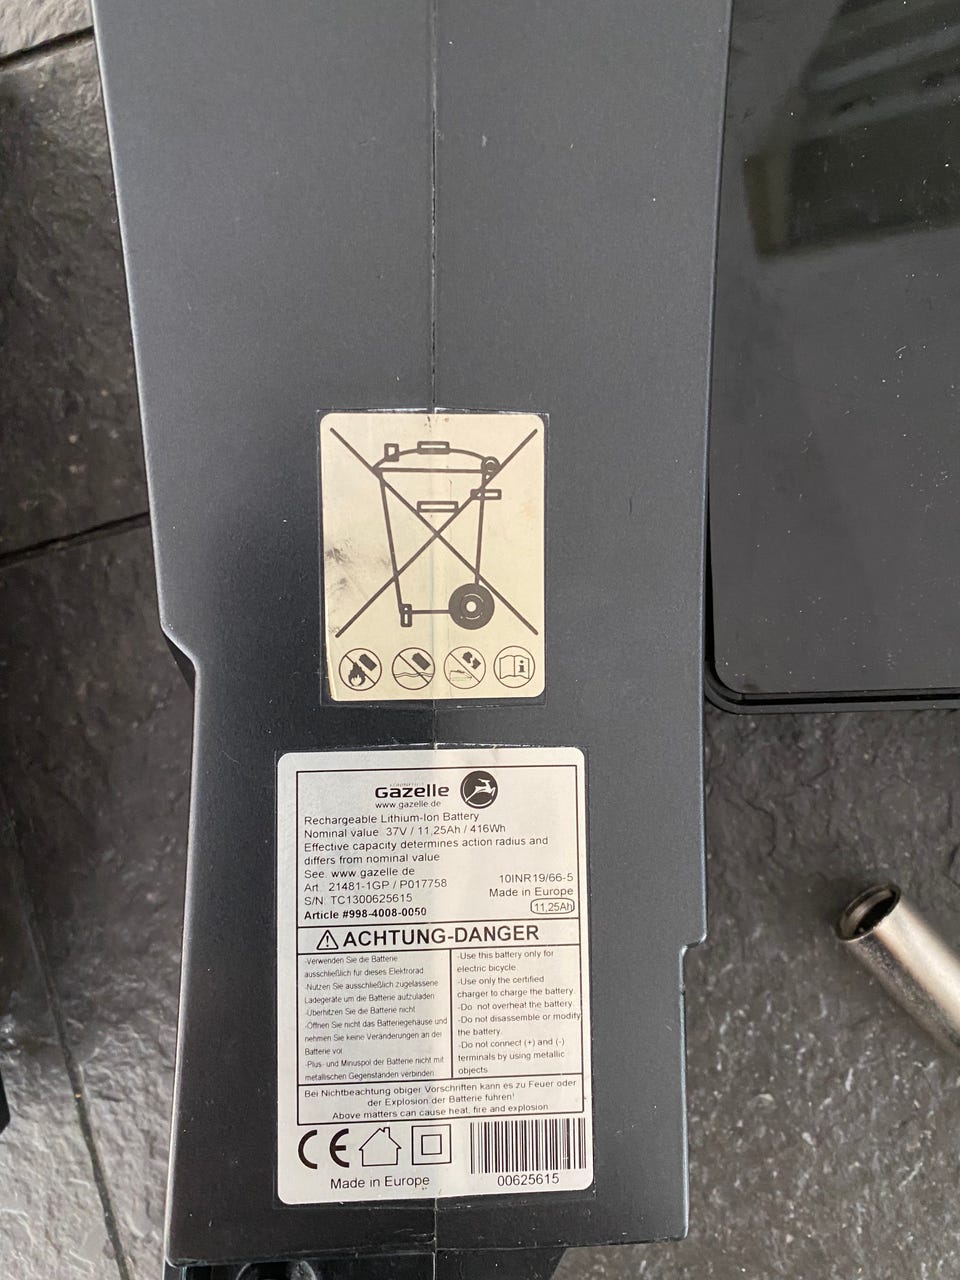 Gazelle
www.gazelle.de
Rechargeable Lithium-Ion Battery
Nominal value 37V / 11,25Ah / 416Wh
Effective capacity determines action radius and
differs from nominal value
See. www.gazelle.de
Art. 21481-1GP / P017758
10INR19/66-5
S/N TC1300625615
Made in Europe
Article #998-4008-0050
11,25Ah
ACHTUNG-DANGER
-Verwenden Sie die Batterie
ausschließlich für dieses Elektrorad
-Nutzen Sie ausschließlich zugelassene
Ladegeräte um die Batterie aufzuladen
-Überhitzen Sie die Batterie nicht
-Öffnen Sie nicht das Batteriegehäuse und
nehmen Sie keine Veränderungen an der
Batterie vor
-Plus- und Minuspol der Batterie nicht mit
metallischen Gegenständen verbinden
-Use this battery only for
electric bicycle
-Use only the certified
charger to charge the battery
-Do not overheat the battery
-Do not disassemble or modify
the battery.
-Do not connect (+) and (-)
terminals by using metallic
objects
Bei Nichtbeachtung obiger Vorschriften kann es zu Feuer oder
der Explosion der Batterie führen!
Above matters can cause heat, fire and explosion
CE
Made in Europe
00625615